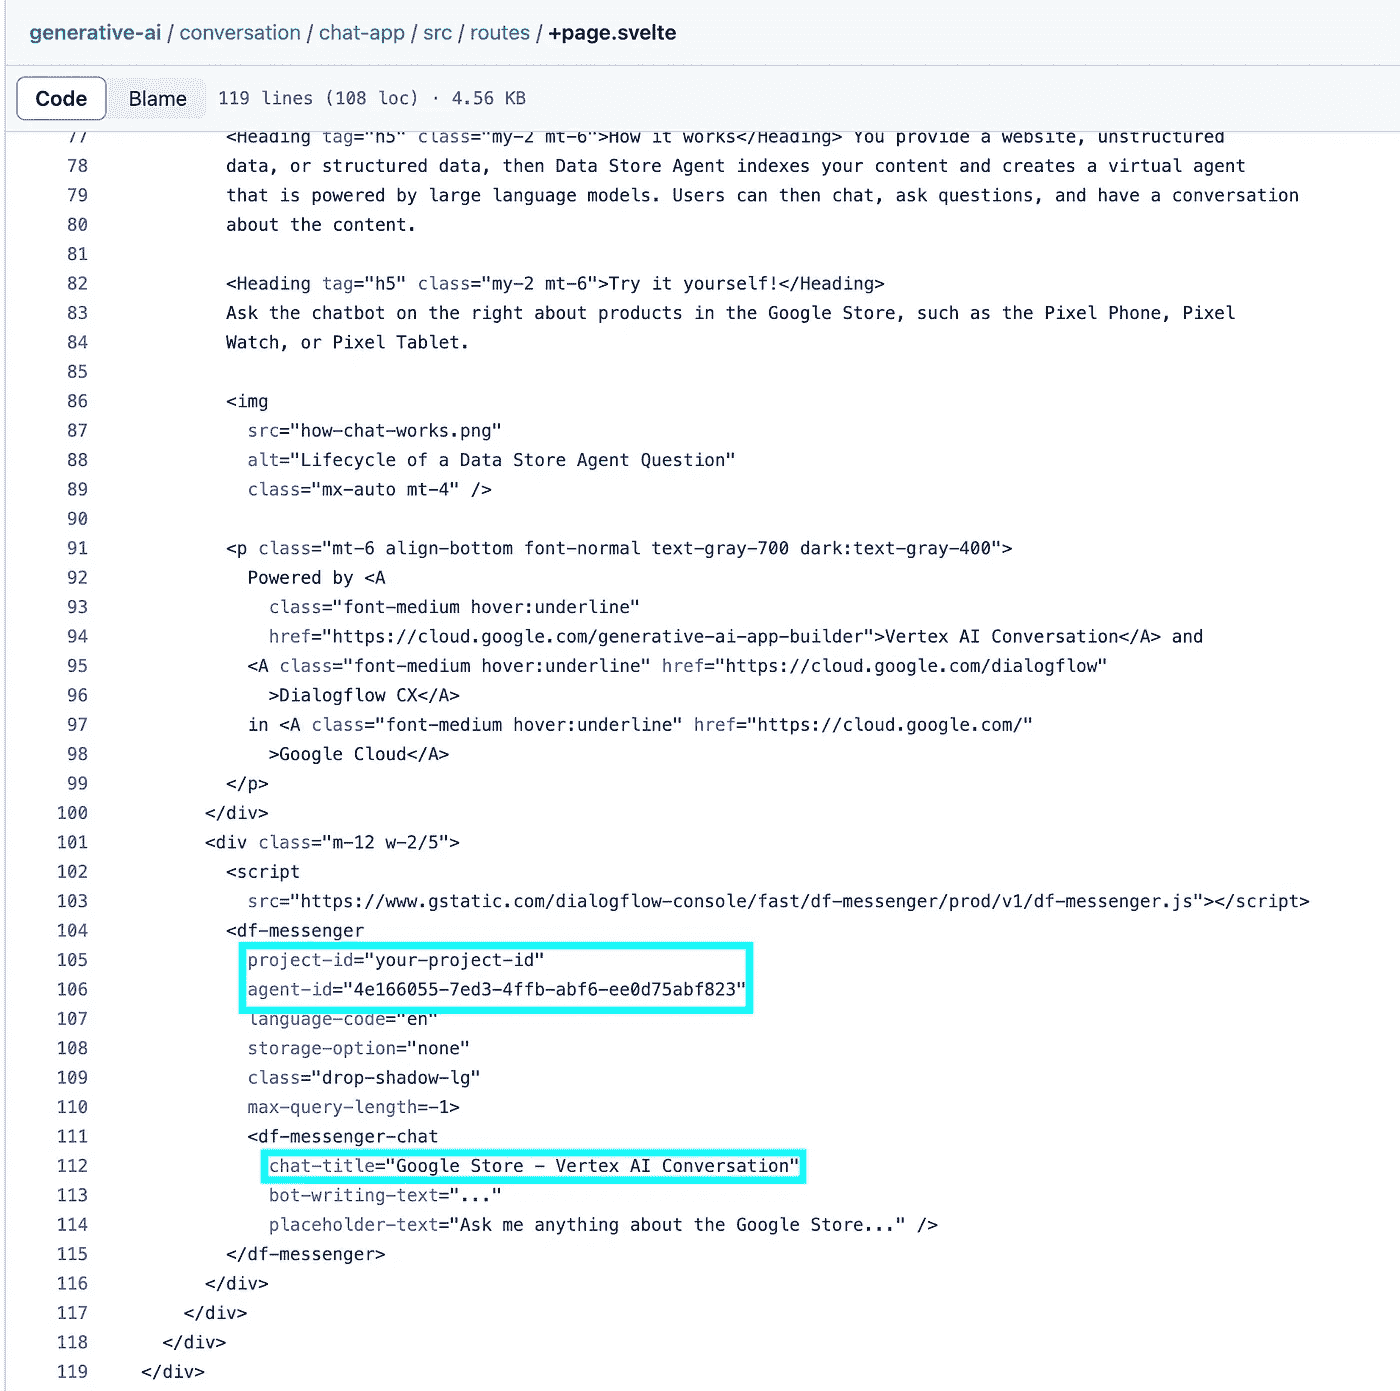 generative-ai / conversation / chat-app / src / routes / +page.svelte
Code Blame 119 lines (108 loc) · 4.56 KB
77 <Heading tag="h5" class="my-2 mt-6">How it works</Heading> You provide a website, unstructured
78 data, or structured data, then Data Store Agent indexes your content and creates a virtual agent
79 that is powered by large language models. Users can then chat, ask questions, and have a conversation
80 about the content.
81
82 <Heading tag="h5" class="my-2 mt-6">Try it yourself!</Heading>
83 Ask the chatbot on the right about products in the Google Store, such as the Pixel Phone, Pixel
84 Watch, or Pixel Tablet.
85
86 <img
87 src="how-chat-works.png"
88 alt="Lifecycle of a Data Store Agent Question"
89 class="mx-auto mt-4" />
90
91 <p class="mt-6 align-bottom font-normal text-gray-700 dark:text-gray-400">
92 Powered by <A
93 class="font-medium hover:underline"
94 href="https://cloud.google.com/generative-ai-app-builder">Vertex AI Conversation</A> and
95 <A class="font-medium hover:underline" href="https://cloud.google.com/dialogflow"
96 >Dialogflow CX</A>
97 in <A class="font-medium hover:underline" href="https://cloud.google.com/"
98 >Google Cloud</A>
99 </p>
100 </div>
101 <div class="m-12 w-2/5">
102 <script
103 src="https://www.gstatic.com/dialogflow-console/fast/df-messenger/prod/v1/df-messenger.js"></script>
104 <df-messenger
105 project-id="your-project-id"
106 agent-id="4e166055-7ed3-4ffb-abf6-ee0d75abf823"
107 language-code="en"
108 storage-option="none"
109 class="drop-shadow-lg"
110 max-query-length=-1>
111 <df-messenger-chat
112 chat-title="Google Store - Vertex AI Conversation"
113 bot-writing-text="..."
114 placeholder-text="Ask me anything about the Google Store..." />
115 </df-messenger>
116 </div>
117 </div>
118 </div>
119 </div>